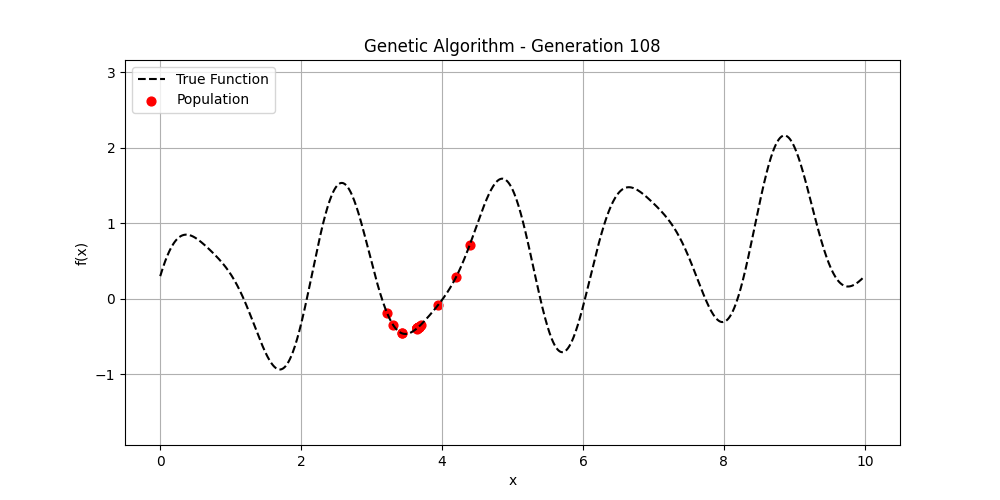 Genetic Algorithm - Generation 108
True Function
Population
3
2
1
0
−1
f(x)
0 2 4 6 8 10
x